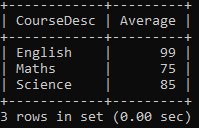 +------------+---------+
| CourseDesc | Average |
+------------+---------+
| English    |      99 |
| Maths      |      75 |
| Science    |      85 |
+------------+---------+
3 rows in set (0.00 sec)